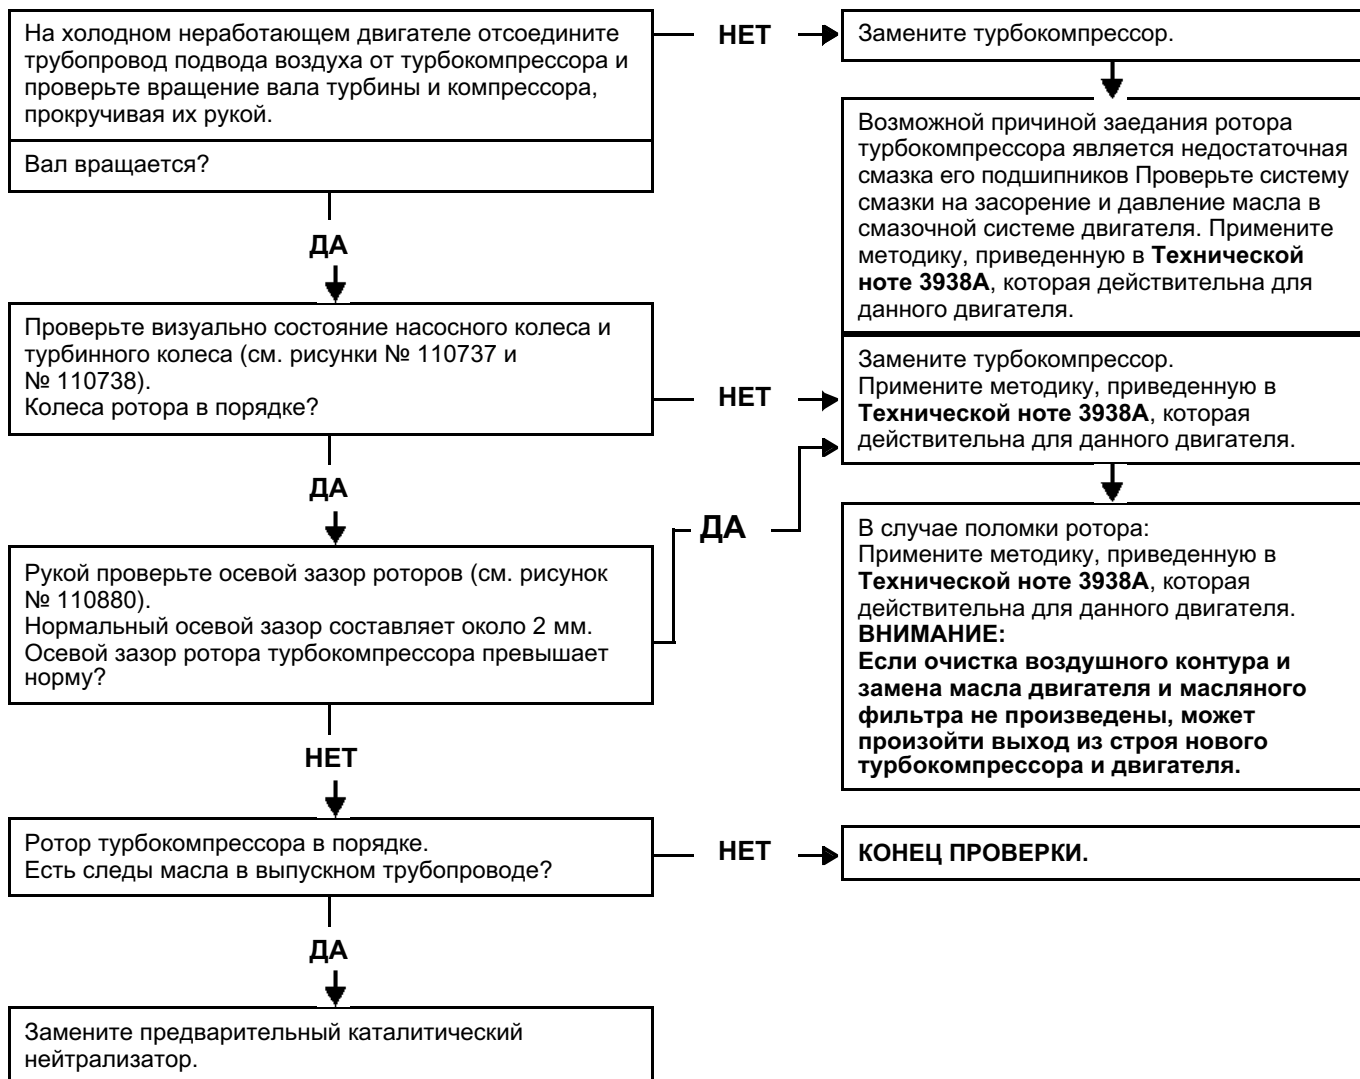 На холодном неработающем двигателе отсоедините
трубопровод подвода воздуха от турбокомпрессора и
проверьте вращение вала турбины и компрессора,
прокручивая их рукой.
Вал вращается?
НЕТ
Замените турбокомпрессор.
Возможной причиной заедания ротора
турбокомпрессора является недостаточная
смазка его подшипников Проверьте систему
смазки на засорение и давление масла в
смазочной системе двигателя. Примените
методику, приведенную в Технической
ноте 3938A, которая действительна для
данного двигателя.
ДА
Проверьте визуально состояние насосного колеса и
турбинного колеса (см. рисунки № 110737 и
№ 110738).
Колеса ротора в порядке?
НЕТ
Замените турбокомпрессор.
Примените методику, приведенную в
Технической ноте 3938A, которая
действительна для данного двигателя.
ДА
Рукой проверьте осевой зазор роторов (см. рисунок
№ 110880).
Нормальный осевой зазор составляет около 2 мм.
Осевой зазор ротора турбокомпрессора превышает
норму?
ДА
В случае поломки ротора:
Примените методику, приведенную в
Технической ноте 3938A, которая
действительна для данного двигателя.
ВНИМАНИЕ:
Если очистка воздушного контура и
замена масла двигателя и масляного
фильтра не произведены, может
произойти выход из строя нового
турбокомпрессора и двигателя.
НЕТ
Ротор турбокомпрессора в порядке.
Есть следы масла в выпускном трубопроводе?
НЕТ
КОНЕЦ ПРОВЕРКИ.
ДА
Замените предварительный каталитический
нейтрализатор.